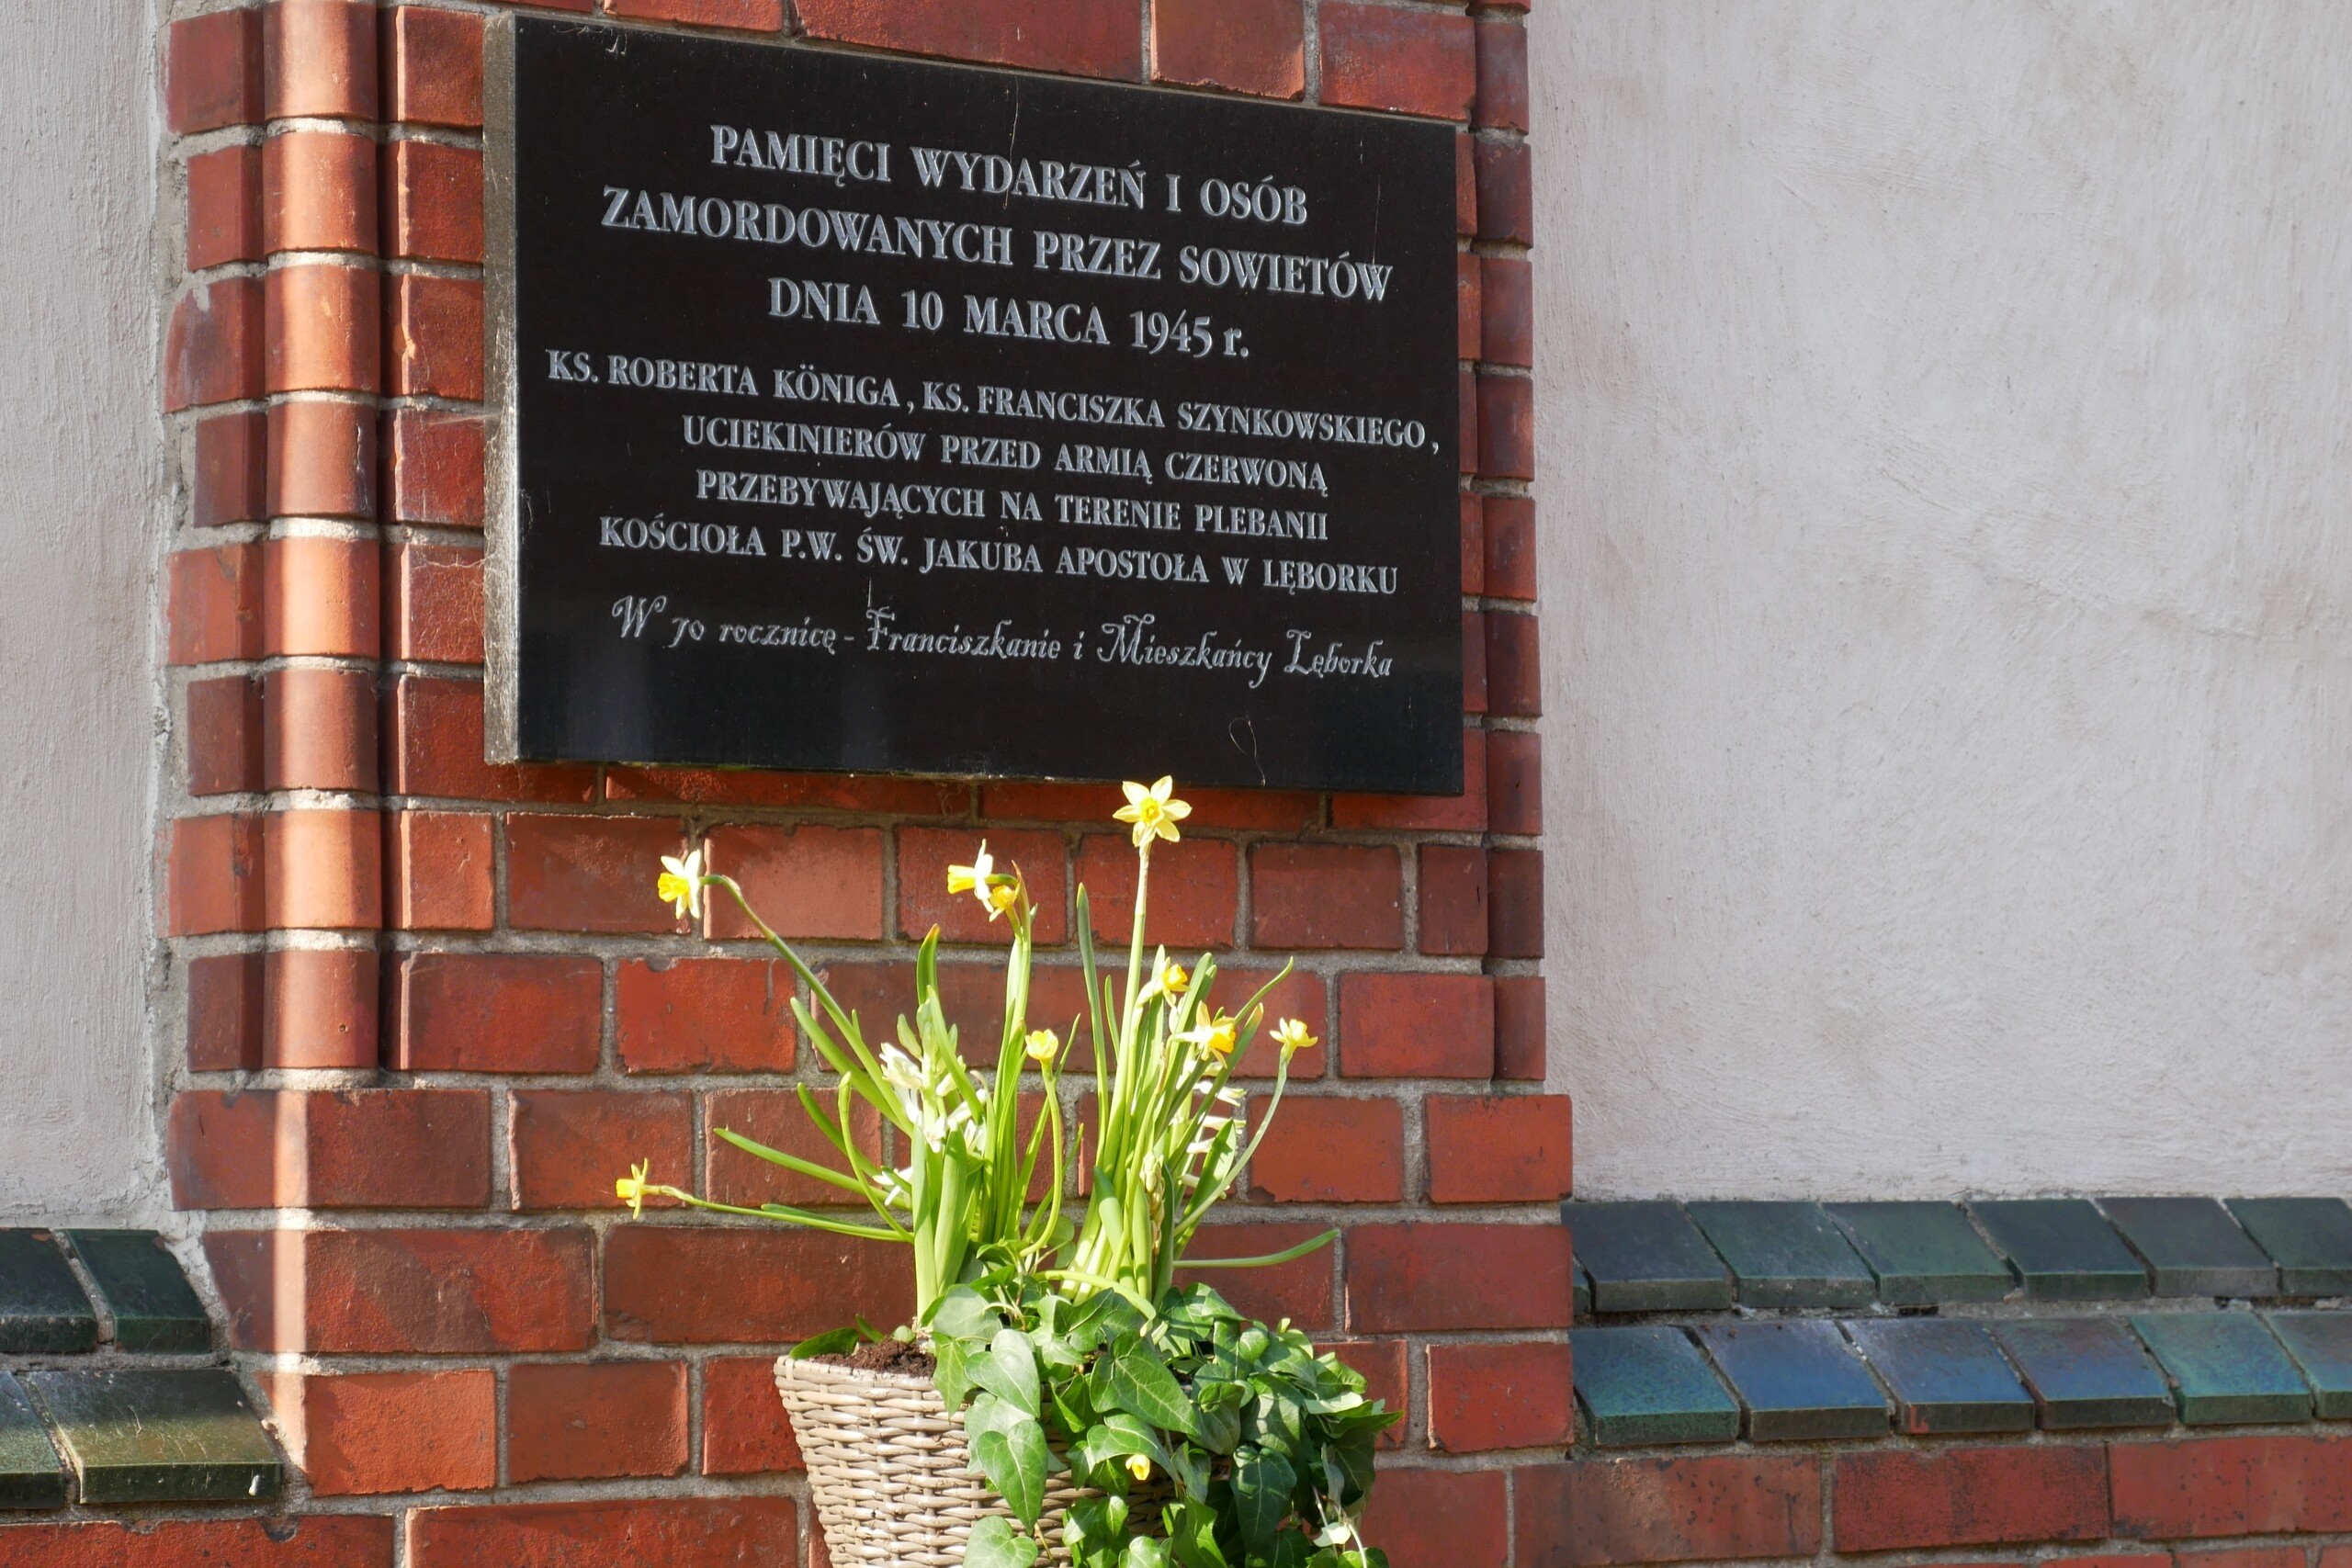 PAMIĘCI WYDARZEŃ I OSÓB
ZAMORDOWANYCH PRZEZ SOWIETÓW
DNIA 10 MARCA 1945 r.
KS. ROBERTA KÖNIGA, KS. FRANCISZKA SZYNKOWSKIEGO,
UCIEKINIERÓW PRZED ARMIĄ CZERWONĄ
PRZEBYWAJĄCYCH NA TERENIE PLEBANII
KOŚCIOŁA P.W. ŚW. JAKUBA APOSTOŁA W LĘBORKU
W 70 rocznicę - Franciszkanie i Mieszkańcy Lęborka